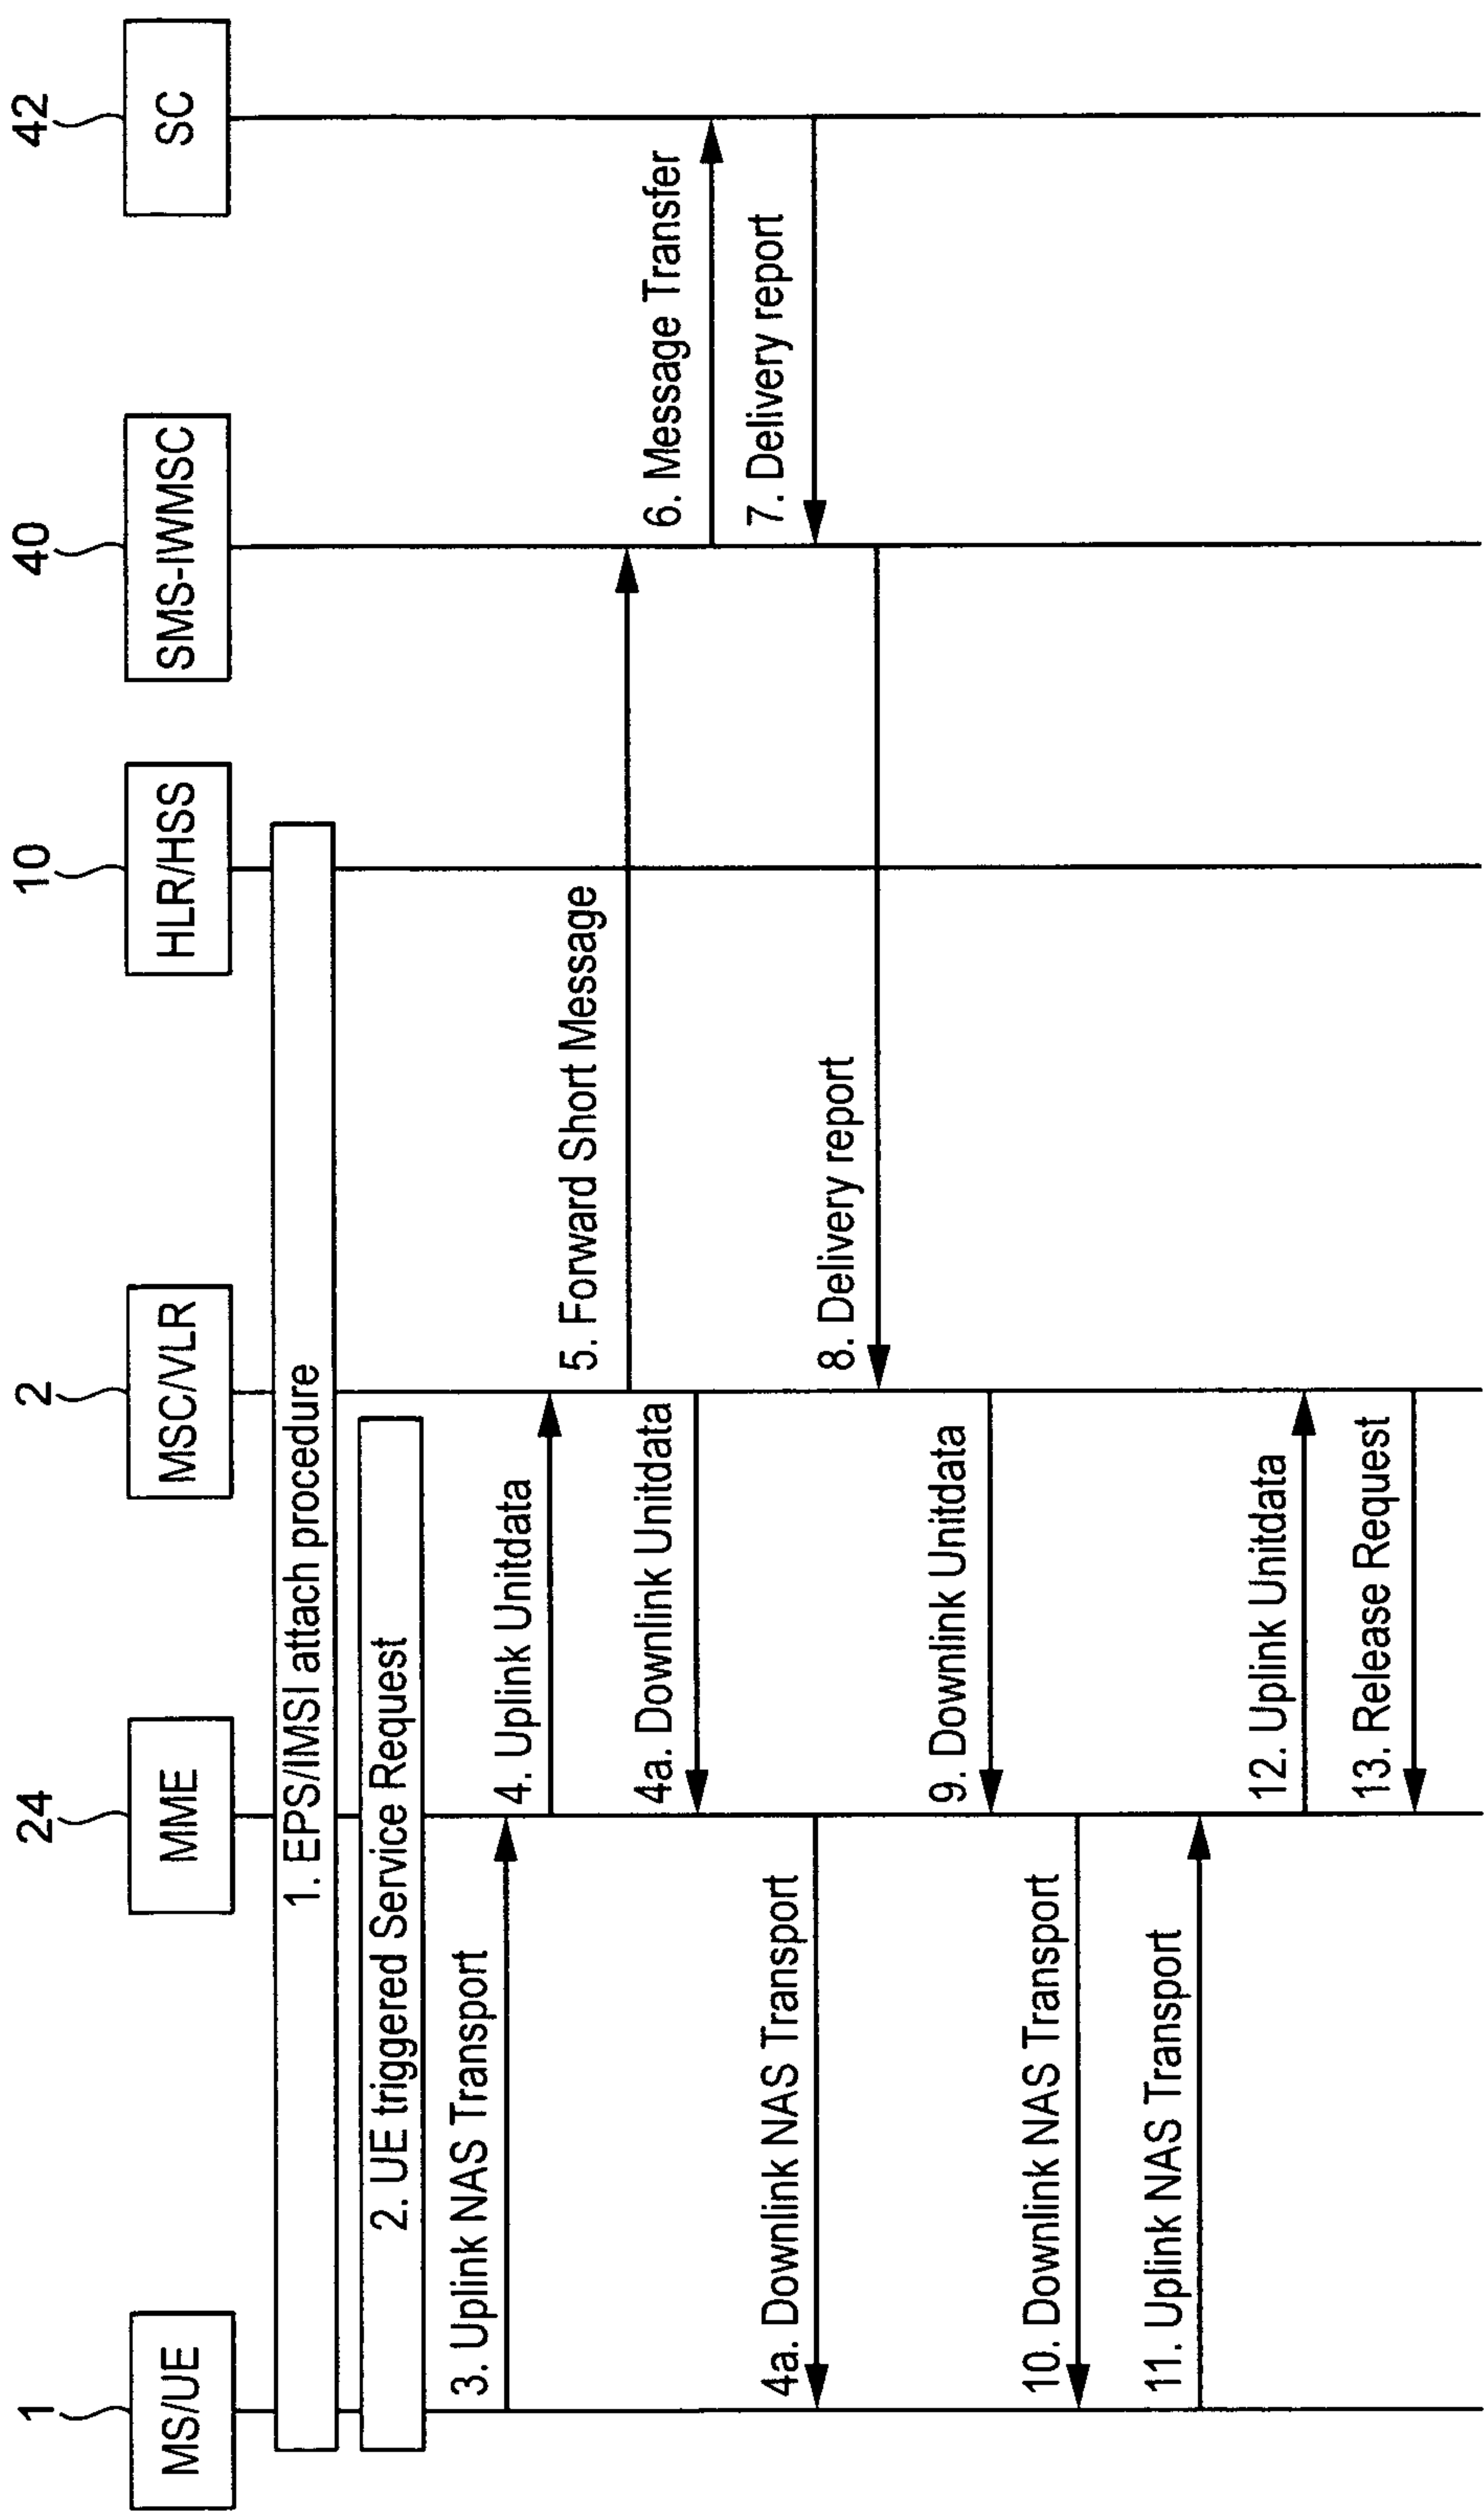 1
24
2
10
40
42
MS/UE
MME
MSC/VLR
HLR/HSS
SMS-IWMSC
SC
1. EPS/IMSI attach procedure
2. UE triggered Service Request
3. Uplink NAS Transport
4. Uplink Unitdata
5. Forward Short Message
4a. Downlink Unitdata
6. Message Transfer
4a. Downlink NAS Transport
7. Delivery report
8. Delivery report
9. Downlink Unitdata
10. Downlink NAS Transport
11. Uplink NAS Transport
12. Uplink Unitdata
13. Release Request